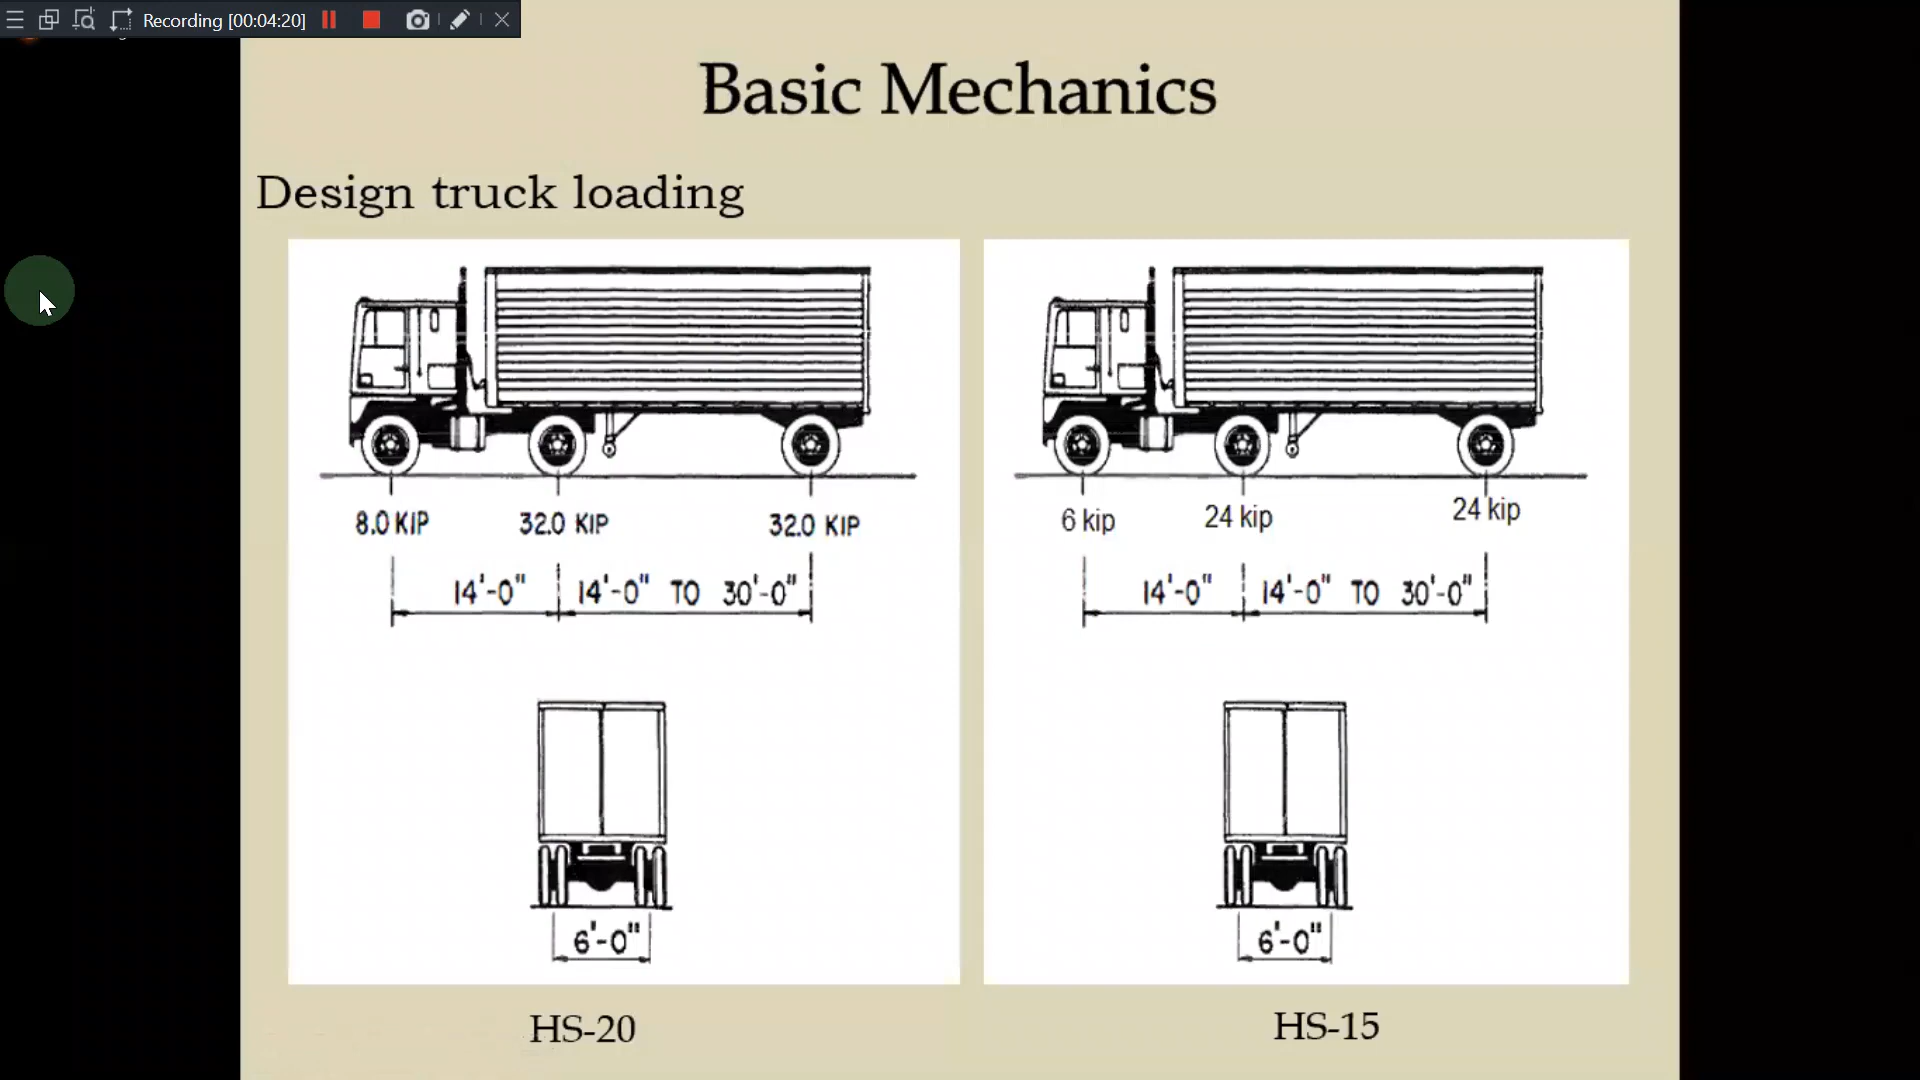 Recording [00:04:20]
Basic Mechanics
Design truck loading
8.0 KIP 32.0 KIP 32.0 KIP
14'-0" 14'-0" TO 30'-0"
6'-0"
HS-20
6 kip 24 kip 24 kip
14'-0" 14'-0" TO 30'-0"
6'-0"
HS-15